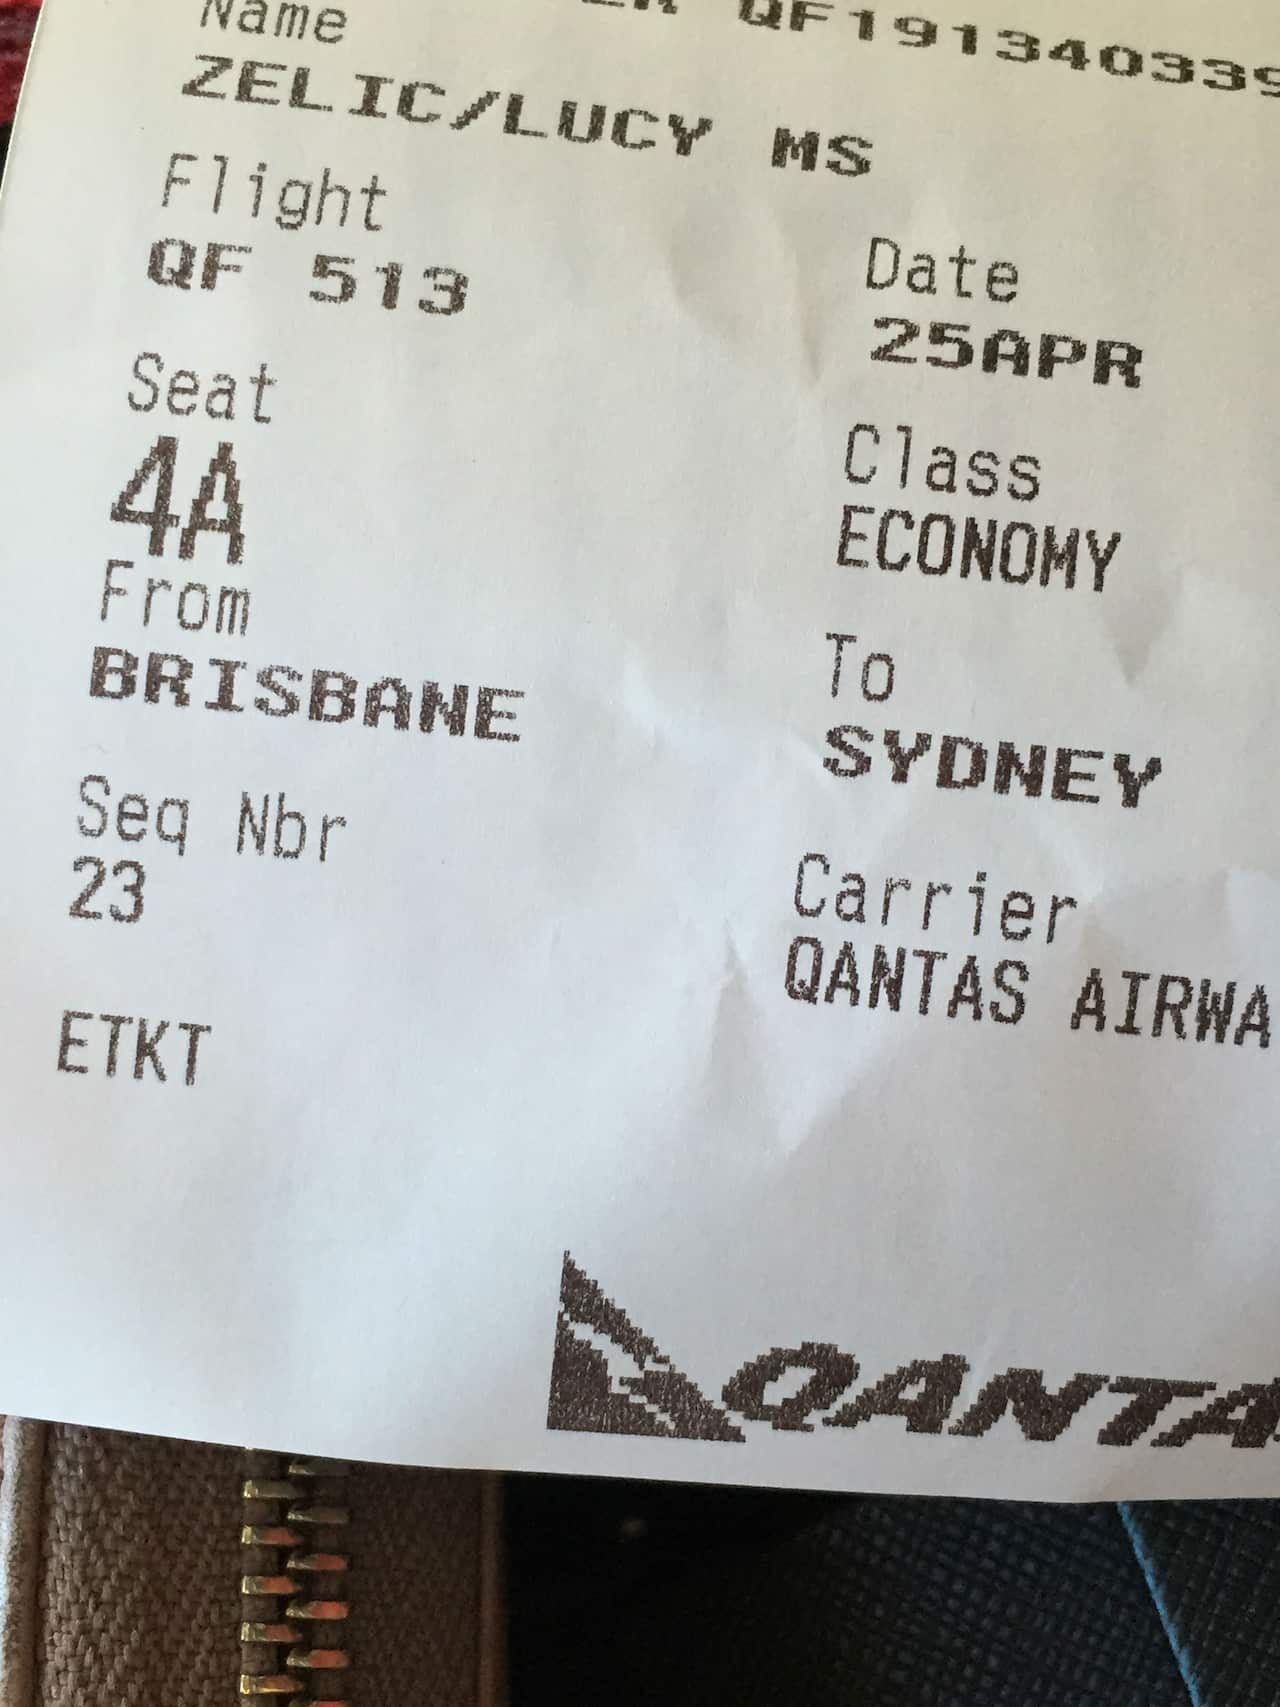 QF191340339
Name
ZELIC/LUCY MS
Flight
QF 513
Date
25APR
Seat
4A
Class
ECONOMY
From
BRISBANE
To
SYDNEY
Seq Nbr
23
Carrier
QANTAS AIRWA
ETKT
QANTA